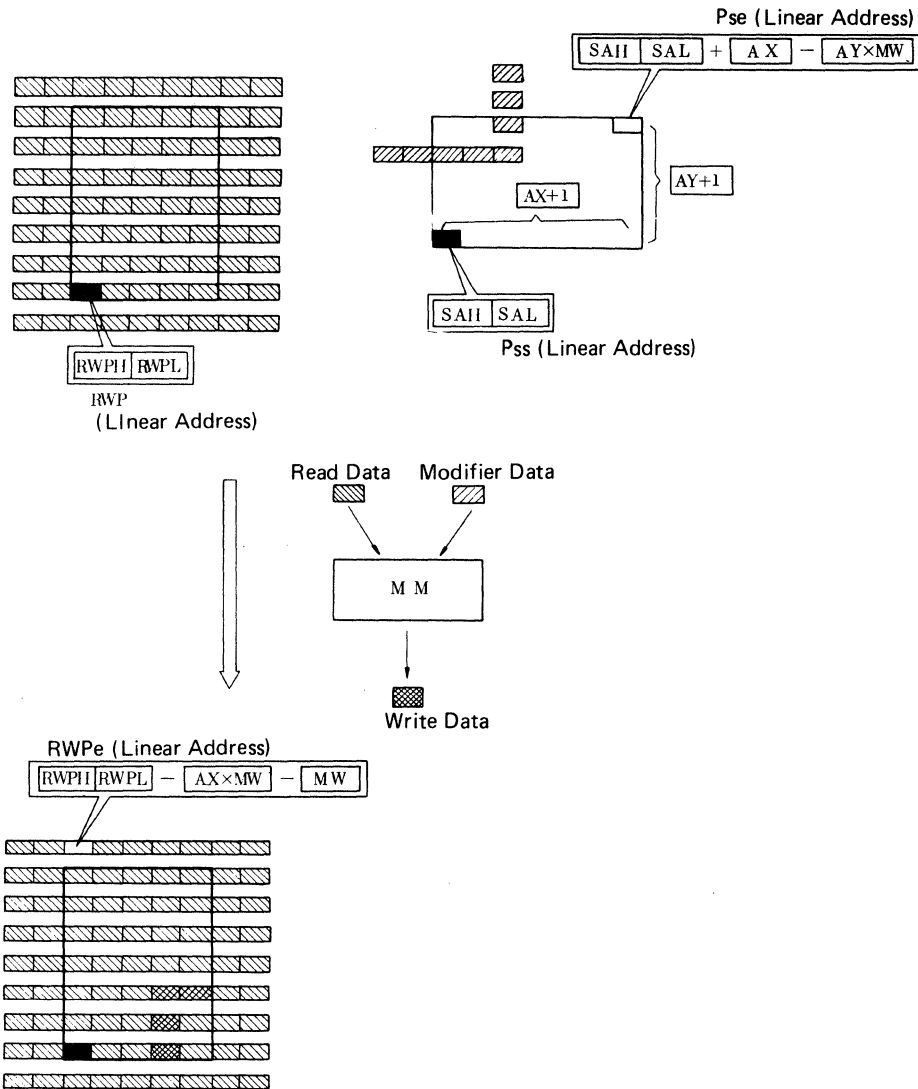 Pse (Linear Address)
SAH SAL + AX − AY×MW
AX+1
AY+1
SAH SAL
Pss (Linear Address)
RWPH RWPL
RWP
(LInear Address)
Read Data Modifier Data
M M
Write Data
RWPe (Linear Address)
RWPH RWPL − AX×MW − MW